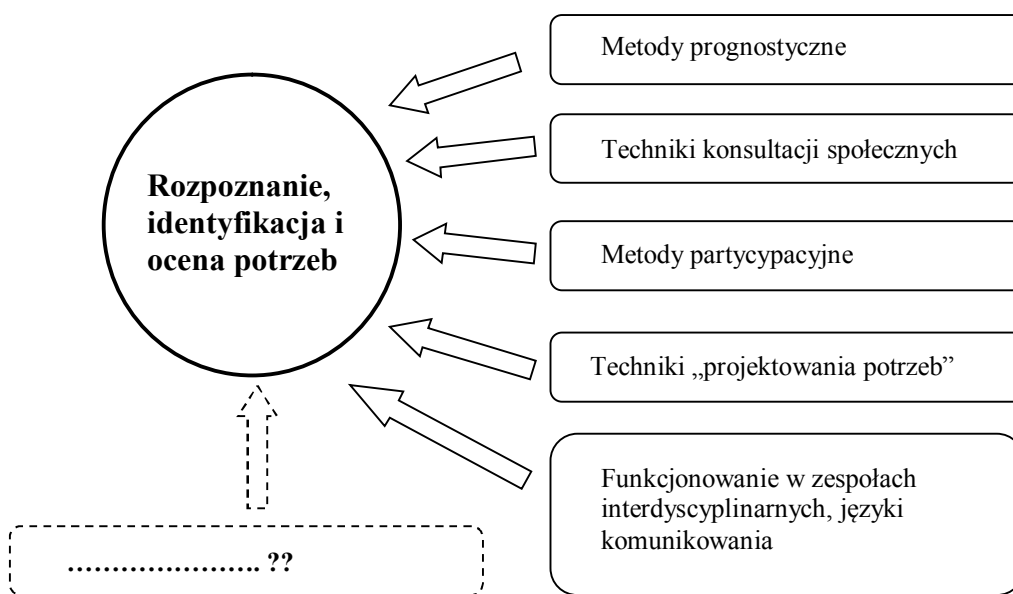 Metody prognostyczne
Techniki konsultacji społecznych
Rozpoznanie,
identyfikacja i
ocena potrzeb
Metody partycypacyjne
Techniki „projektowania potrzeb”
Funkcjonowanie w zespołach
interdyscyplinarnych, języki
komunikowania
………………….. ??